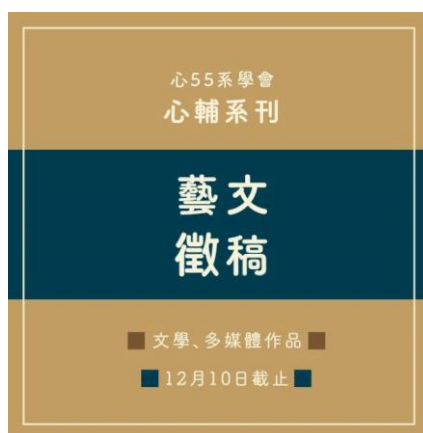 心55系學會
心輔系刊
藝文
徵稿
文學、多媒體作品
12月10日截止